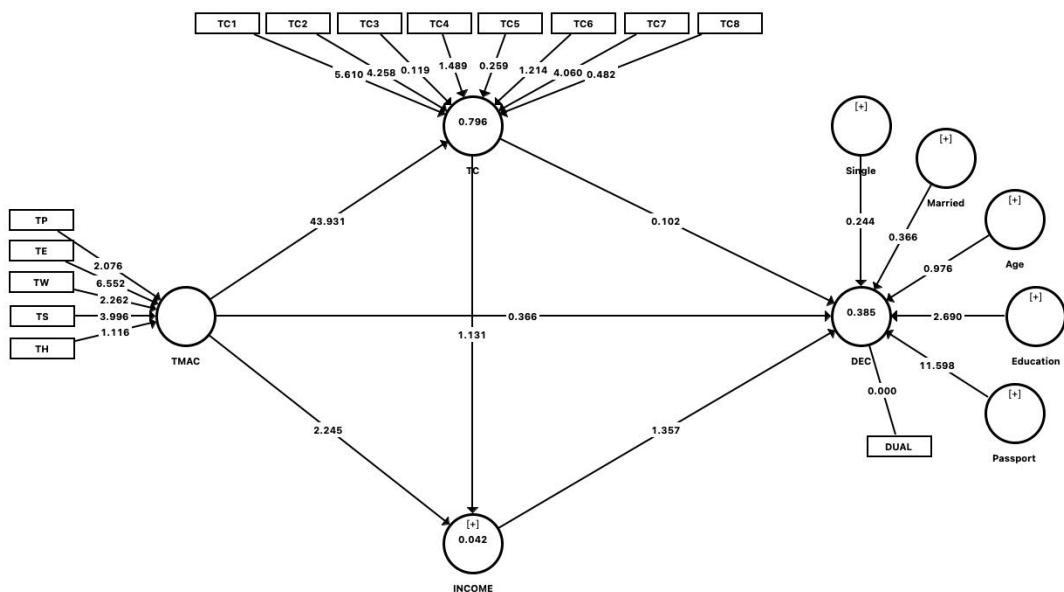 TC1 TC2 TC3 TC4 TC5 TC6 TC7 TC8
5.610 4.258 0.119 1.489 0.259 1.214 4.060 0.482
0.796
TC
[+]
Single
[+]
Married
[+]
Age
[+]
Education
[+]
Passport
0.244
0.366
0.976
2.690
11.598
TP
TE
TW
TS
TH
2.076
6.552
2.262
3.996
1.116
TMAC
43.931
0.102
0.366
1.131
2.245
1.357
0.385
DEC
0.000
DUAL
[+]
0.042
INCOME